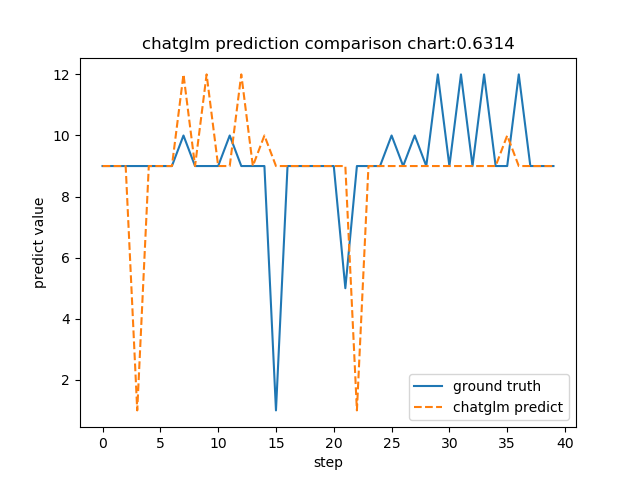 chatglm prediction comparison chart:0.6314
12
10
8
6
4
2
predict value
0 5 10 15 20 25 30 35 40
step
ground truth
chatglm predict